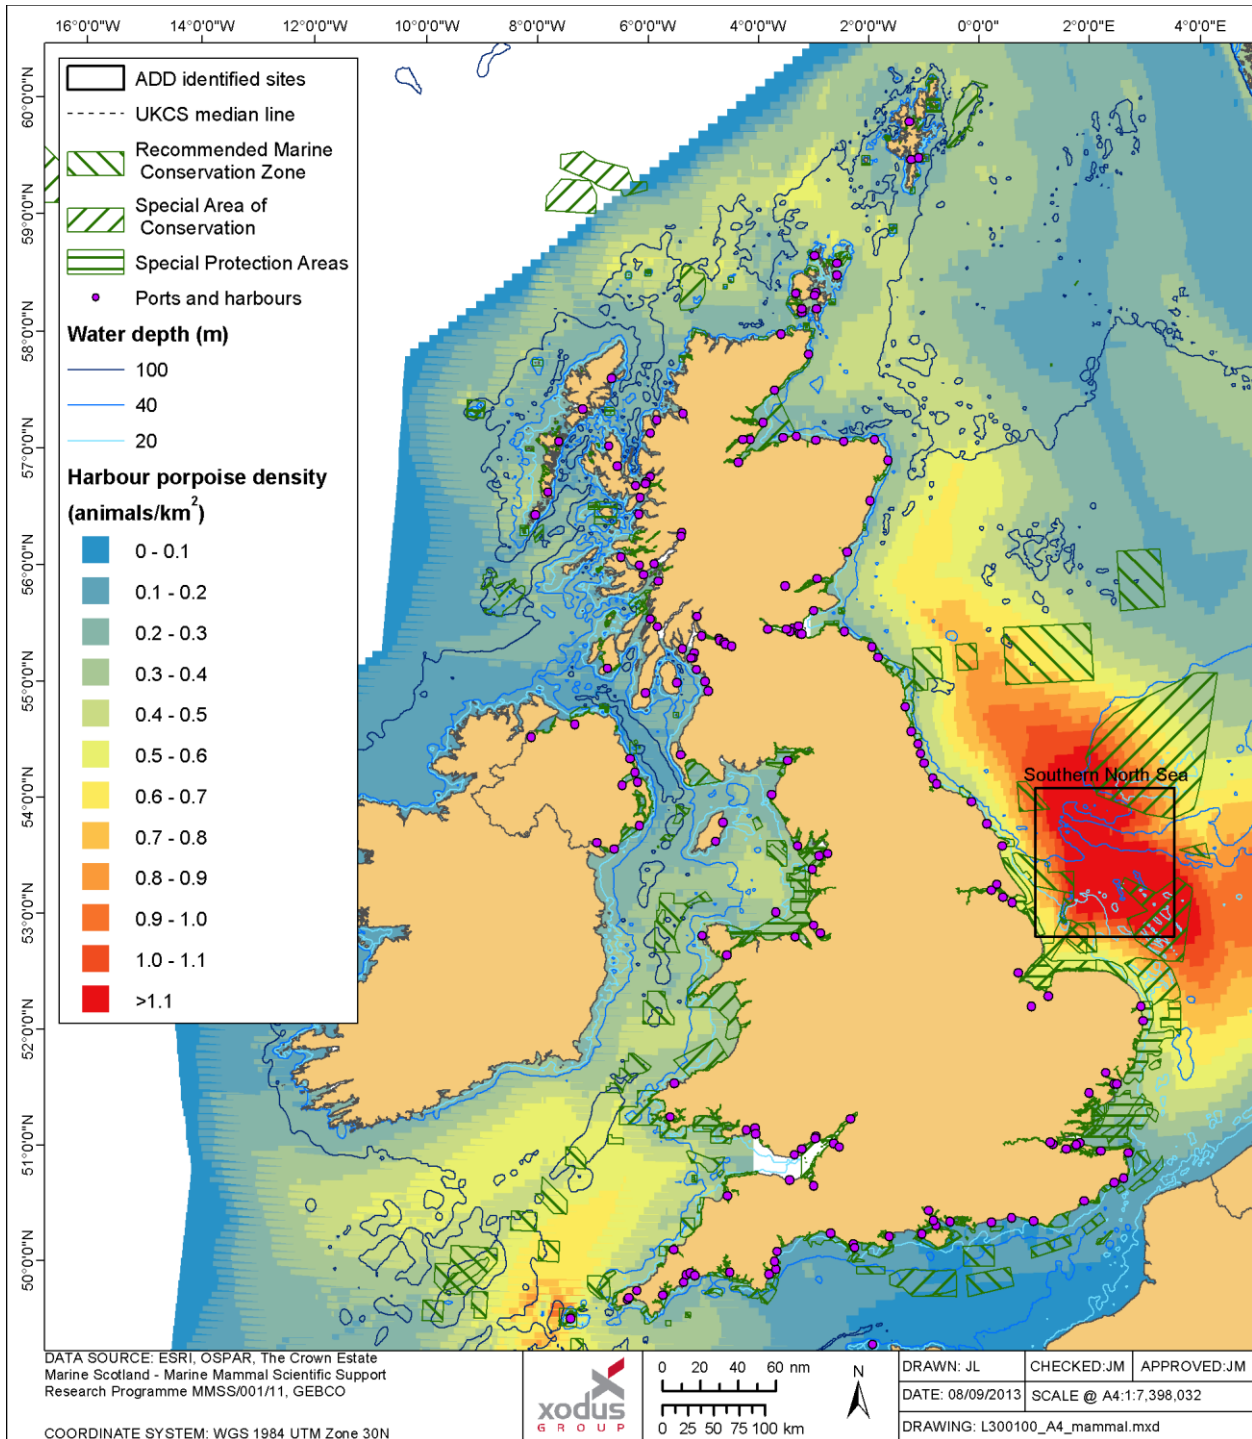 16°0'0"W 14°0'0"W 12°0'0"W 10°0'0"W 8°0'0"W 6°0'0"W 4°0'0"W 2°0'0"W 0°0'0" 2°0'0"E 4°0'0"E
60°0'0"N
59°0'0"N
58°0'0"N
57°0'0"N
56°0'0"N
55°0'0"N
54°0'0"N
53°0'0"N
52°0'0"N
51°0'0"N
50°0'0"N
ADD identified sites
UKCS median line
Recommended Marine
Conservation Zone
Special Area of
Conservation
Special Protection Areas
Ports and harbours
Water depth (m)
100
40
20
Harbour porpoise density
(animals/km²)
0 - 0.1
0.1 - 0.2
0.2 - 0.3
0.3 - 0.4
0.4 - 0.5
0.5 - 0.6
0.6 - 0.7
0.7 - 0.8
0.8 - 0.9
0.9 - 1.0
1.0 - 1.1
>1.1
Southern North Sea
DATA SOURCE: ESRI, OSPAR, The Crown Estate
Marine Scotland - Marine Mammal Scientific Support
Research Programme MMSS/001/11, GEBCO
COORDINATE SYSTEM: WGS 1984 UTM Zone 30N
xodus
GROUP
0 20 40 60 nm
0 25 50 75 100 km
N
DRAWN: JL
CHECKED:JM
APPROVED:JM
DATE: 08/09/2013
SCALE @ A4:1:7,398,032
DRAWING: L300100_A4_mammal.mxd